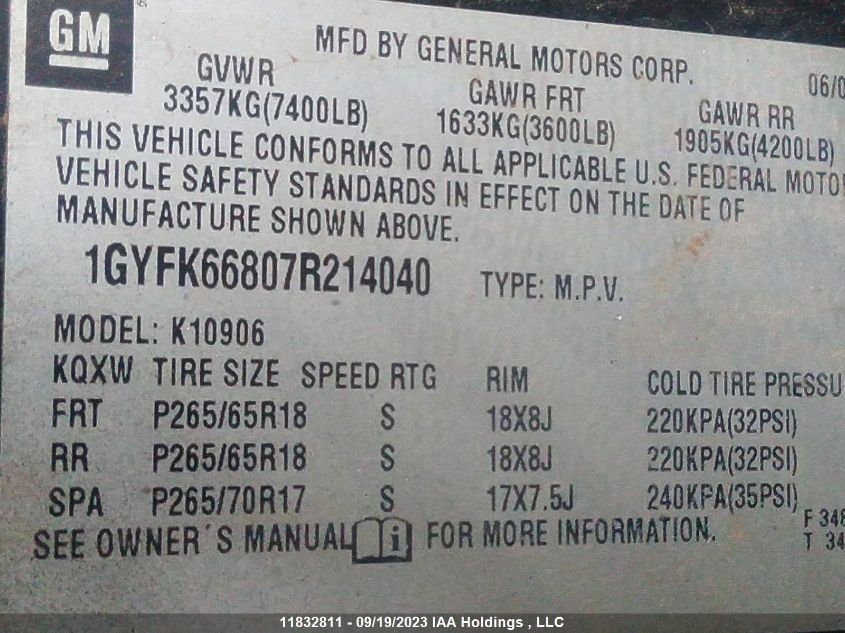 GM
MFD BY GENERAL MOTORS CORP.
06/0
GVWR
3357KG(7400LB)
GAWR FRT
1633KG(3600LB)
GAWR RR
1905KG(4200LB)
THIS VEHICLE CONFORMS TO ALL APPLICABLE U.S. FEDERAL MOTO
VEHICLE SAFETY STANDARDS IN EFFECT ON THE DATE OF
MANUFACTURE SHOWN ABOVE.
1GYFK66807R214040 TYPE: M.P.V.
MODEL: K10906
KQXW TIRE SIZE SPEED RTG RIM COLD TIRE PRESSU
FRT P265/65R18 S 18X8J 220KPA(32PSI)
RR P265/65R18 S 18X8J 220KPA(32PSI)
SPA P265/70R17 S 17X7.5J 240KPA(35PSI)
SEE OWNER'S MANUAL i FOR MORE INFORMATION.
F 348
T 34
11832811 - 09/19/2023 IAA Holdings , LLC